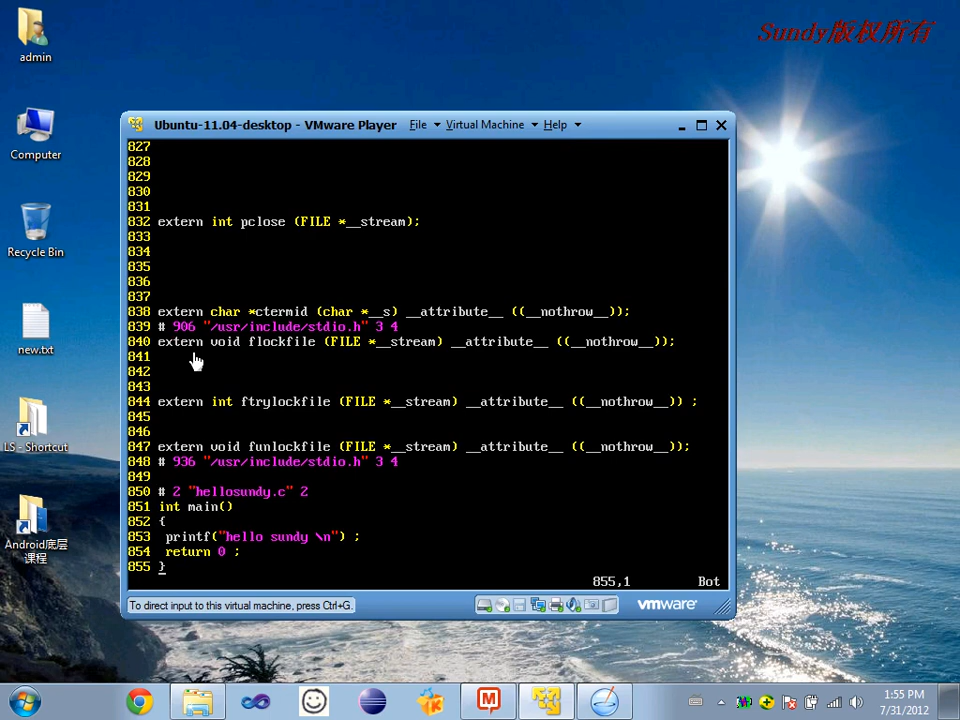 admin
Sundy版权所有
Computer
Recycle Bin
new.txt
LS - Shortcut
Android底层
课程
Ubuntu-11.04-desktop - VMware Player File Virtual Machine Help
827
828
829
830
831
832 extern int pclose (FILE *__stream);
833
834
835
836
837
838 extern char *ctermid (char *__s) __attribute__ ((__nothrow__));
839 # 906 "/usr/include/stdio.h" 3 4
840 extern void flockfile (FILE *__stream) __attribute__ ((__nothrow__));
841
842
843
844 extern int ftrylockfile (FILE *__stream) __attribute__ ((__nothrow__)) ;
845
846
847 extern void funlockfile (FILE *__stream) __attribute__ ((__nothrow__));
848 # 936 "/usr/include/stdio.h" 3 4
849
850 # 2 "hellosundy.c" 2
851 int main()
852 {
853 printf("hello sundy \n") ;
854 return 0 ;
855 }
855,1 Bot
To direct input to this virtual machine, press Ctrl+G.
vmware
1:55 PM
7/31/2012